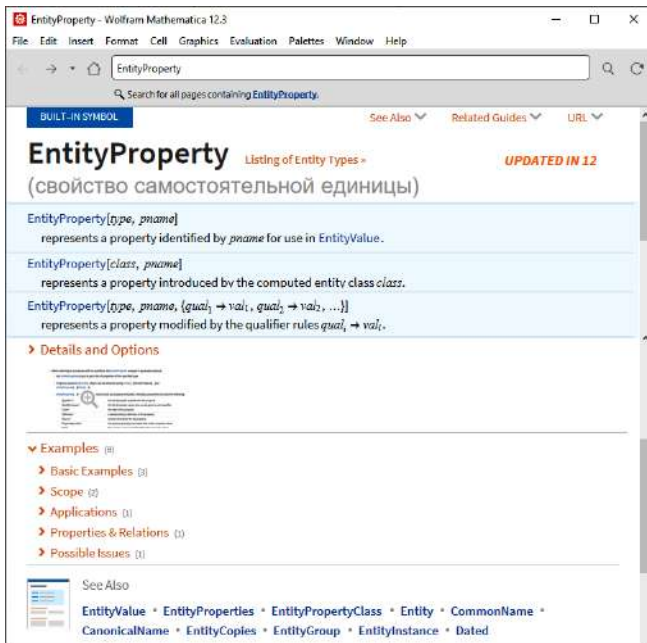 EntityProperty - Wolfram Mathematica 12.3
File Edit Insert Format Cell Graphics Evaluation Palettes Window Help
EntityProperty
Search for all pages containing EntityProperty.
BUILT-IN SYMBOL See Also Related Guides URL
EntityProperty Listing of Entity Types » UPDATED IN 12
(свойство самостоятельной единицы)
EntityProperty[type, pname]
represents a property identified by pname for use in EntityValue.
EntityProperty[class, pname]
represents a property introduced by the computed entity class class.
EntityProperty[type, pname, {qual1 → val1, qual2 → val2, ...}]
represents a property modified by the qualifier rules quali → vali.
Details and Options
Examples (8)
Basic Examples (3)
Scope (2)
Applications (1)
Properties & Relations (1)
Possible Issues (1)
See Also
EntityValue ▪ EntityProperties ▪ EntityPropertyClass ▪ Entity ▪ CommonName ▪
CanonicalName ▪ EntityCopies ▪ EntityGroup ▪ EntityInstance ▪ Dated